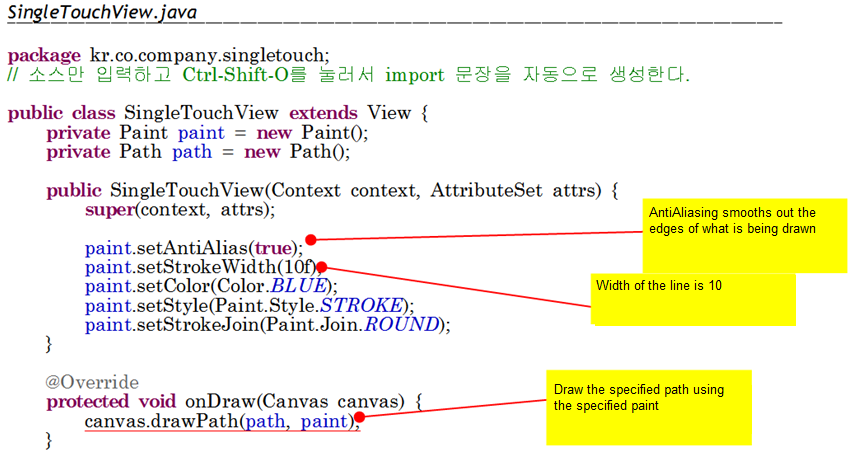 SingleTouchView.java
package kr.co.company.singletouch;
// 소스만 입력하고 Ctrl-Shift-O를 눌러서 import 문장을 자동으로 생성한다.
public class SingleTouchView extends View {
private Paint paint = new Paint();
private Path path = new Path();
public SingleTouchView(Context context, AttributeSet attrs) {
super(context, attrs);
paint.setAntiAlias(true);
paint.setStrokeWidth(10f);
paint.setColor(Color.BLUE);
paint.setStyle(Paint.Style.STROKE);
paint.setStrokeJoin(Paint.Join.ROUND);
}
@Override
protected void onDraw(Canvas canvas) {
canvas.drawPath(path, paint);
}
AntiAliasing smooths out the
edges of what is being drawn
Width of the line is 10
Draw the specified path using
the specified paint